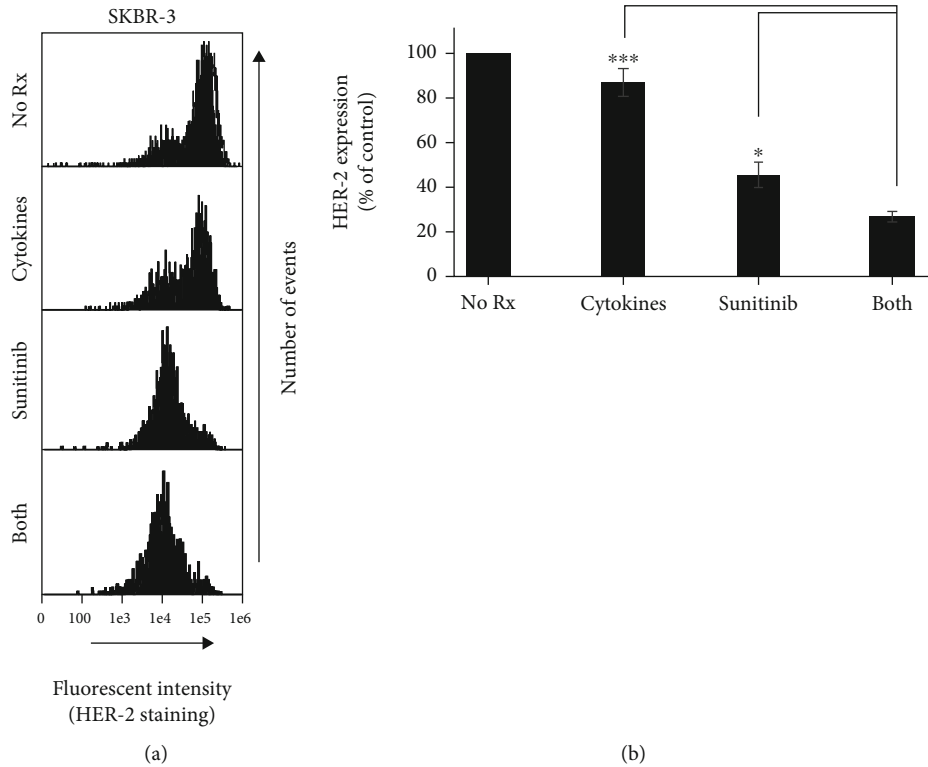 SKBR-3
No Rx
Cytokines
Sunitinib
Both
Number of events
0 100 1e3 1e4 1e5 1e6
Fluorescent intensity
(HER-2 staining)
(a)
HER-2 expression
(% of control)
100
80
60
40
20
0
***
*
No Rx Cytokines Sunitinib Both
(b)